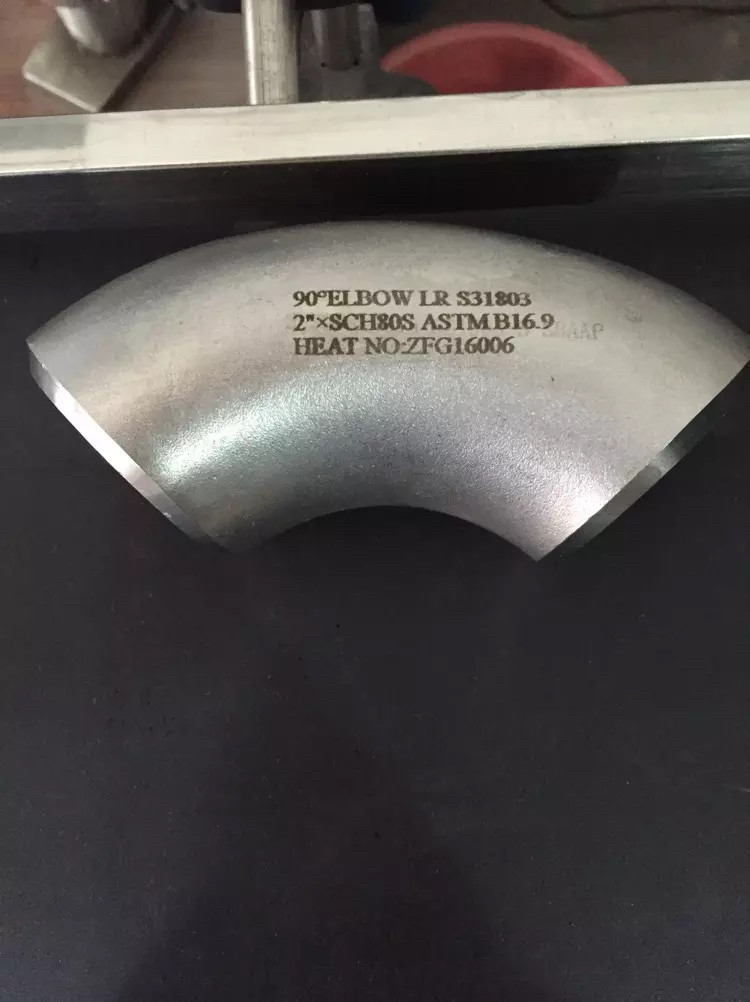 90°ELBOW LR S31803
2"×SCH80S ASTM B16.9
HEAT NO:ZFG16006